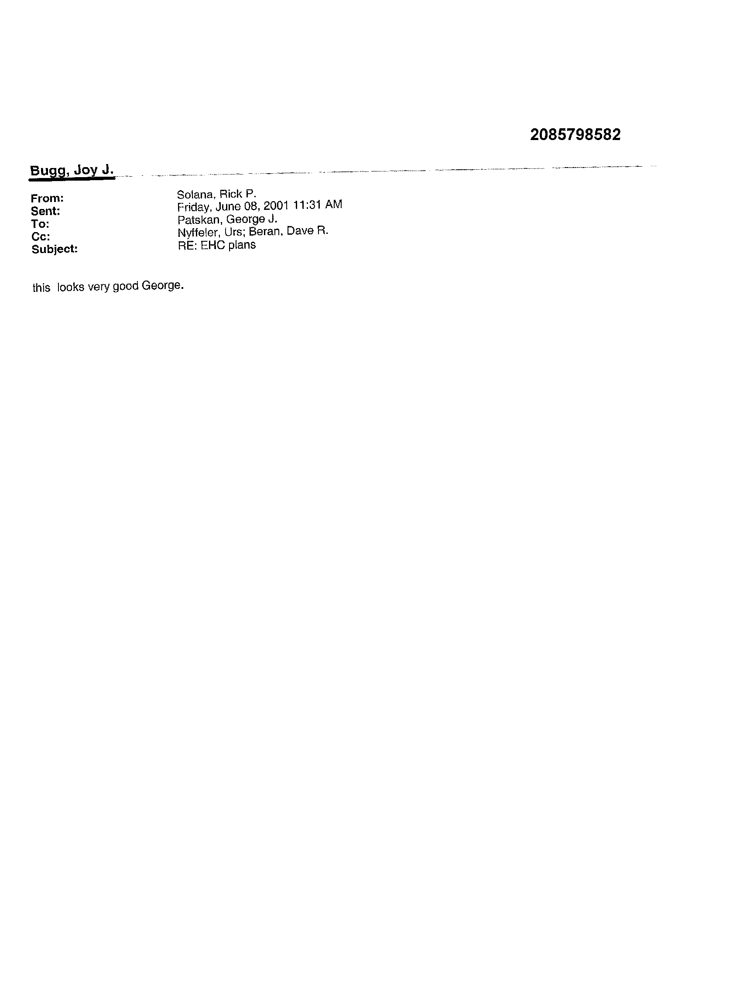 2085798582
Bugg, Joy J.
From: Solana, Rick P.
Sent: Friday, June 08, 2001 11:31 AM
To: Patskan, George J.
Cc: Nyffeler, Urs; Beran, Dave R.
Subject: RE: EHC plans
this looks very good George.